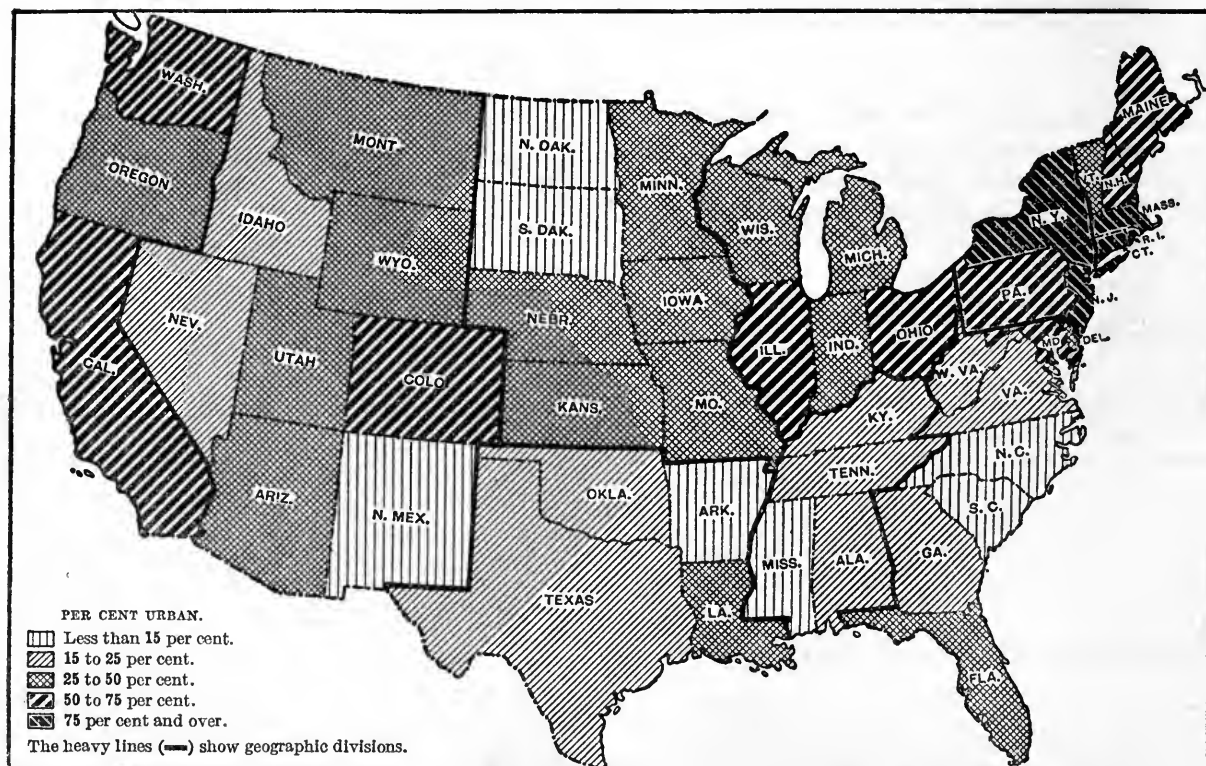 WASH.
MONT.
N. DAK.
MINN.
MAINE
OREGON
IDAHO
S. DAK.
WIS.
MICH.
VT.
N.H.
MASS.
N. Y.
R. I.
CT.
WYO.
IOWA
PA.
N. J.
NEV.
NEBR.
ILL.
IND.
OHIO
MD.
DEL.
CAL.
UTAH
COLO.
KANS.
MO.
W. VA.
VA.
KY.
TENN.
N. C.
ARIZ.
N. MEX.
OKLA.
ARK.
S. C.
MISS.
ALA.
GA.
TEXAS
LA.
FLA.
PER CENT URBAN.
Less than 15 per cent.
15 to 25 per cent.
25 to 50 per cent.
50 to 75 per cent.
75 per cent and over.
The heavy lines (▬) show geographic divisions.